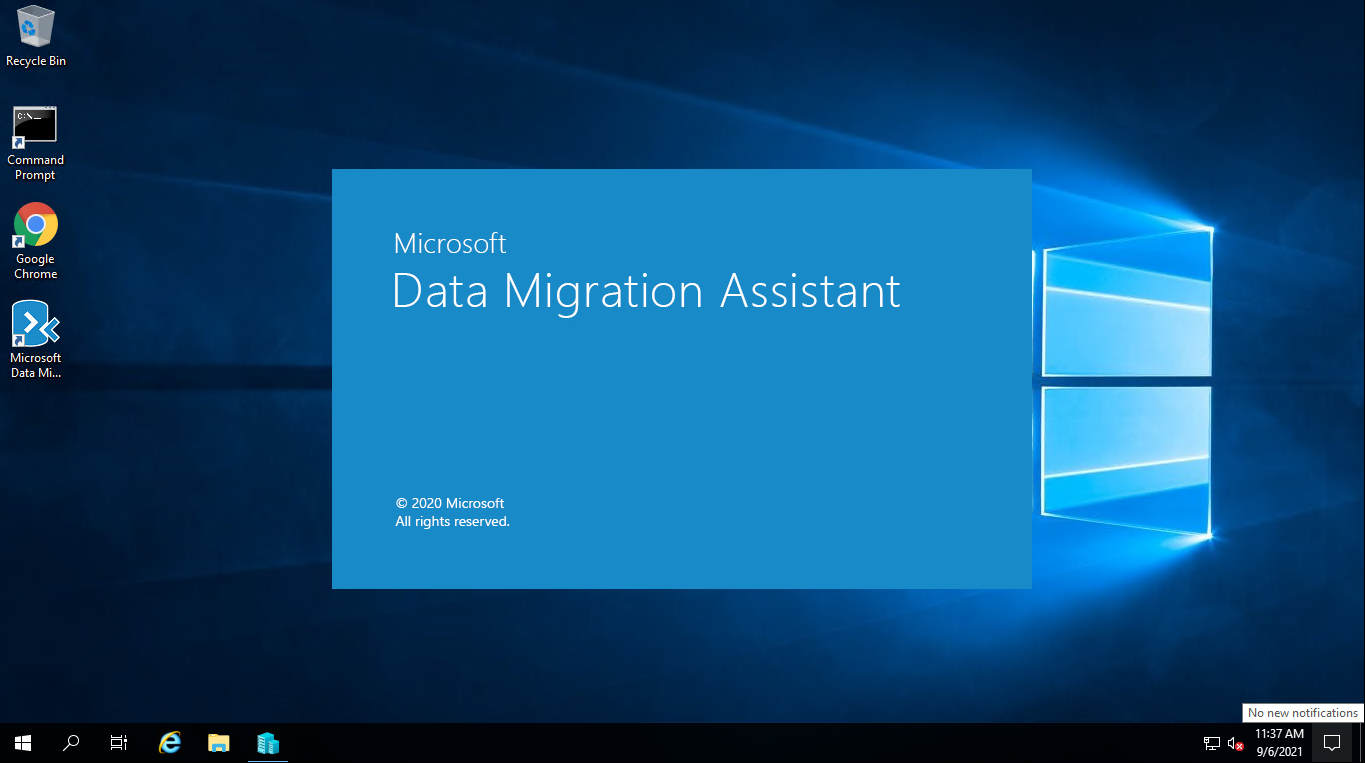 Recycle Bin
C:\_
Command
Prompt
Google
Chrome
Microsoft
Data Mi...
Microsoft
Data Migration Assistant
© 2020 Microsoft
All rights reserved.
No new notifications
11:37 AM
9/6/2021